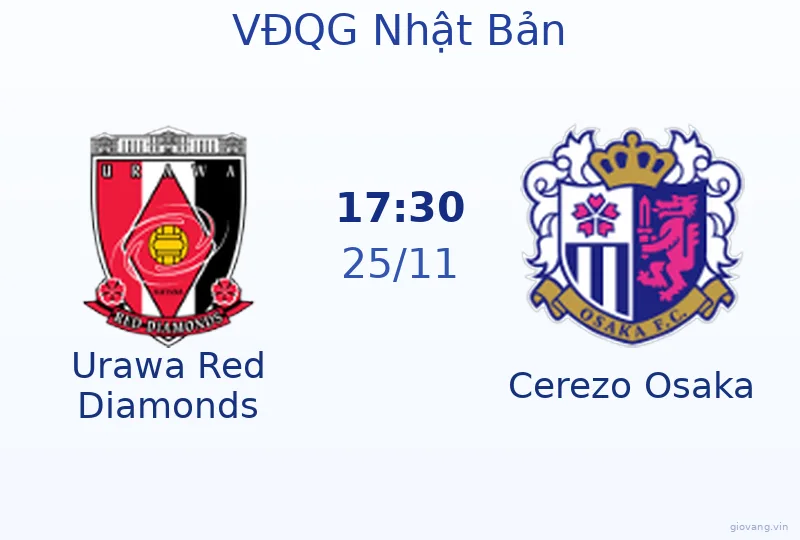 VĐQG Nhật Bản
URAWA
RED DIAMONDS
17:30
25/11
OSAKA F.C.
Urawa Red
Diamonds
Cerezo Osaka
giovang.vin